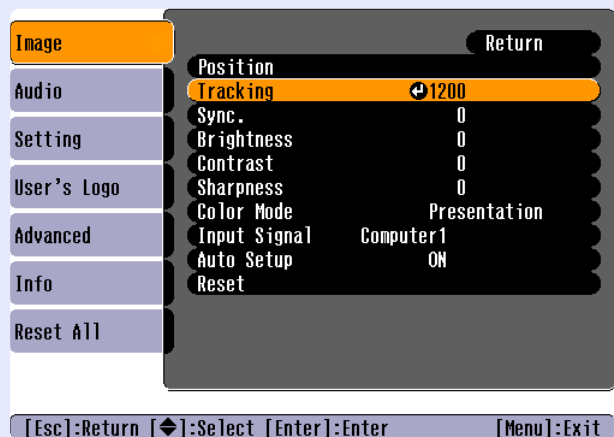 Image
Audio
Setting
User's Logo
Advanced
Info
Reset All
Return
Position
Tracking 1200
Sync. 0
Brightness 0
Contrast 0
Sharpness 0
Color Mode Presentation
Input Signal Computer1
Auto Setup ON
Reset
[Esc]:Return [◆]:Select [Enter]:Enter [Menu]:Exit